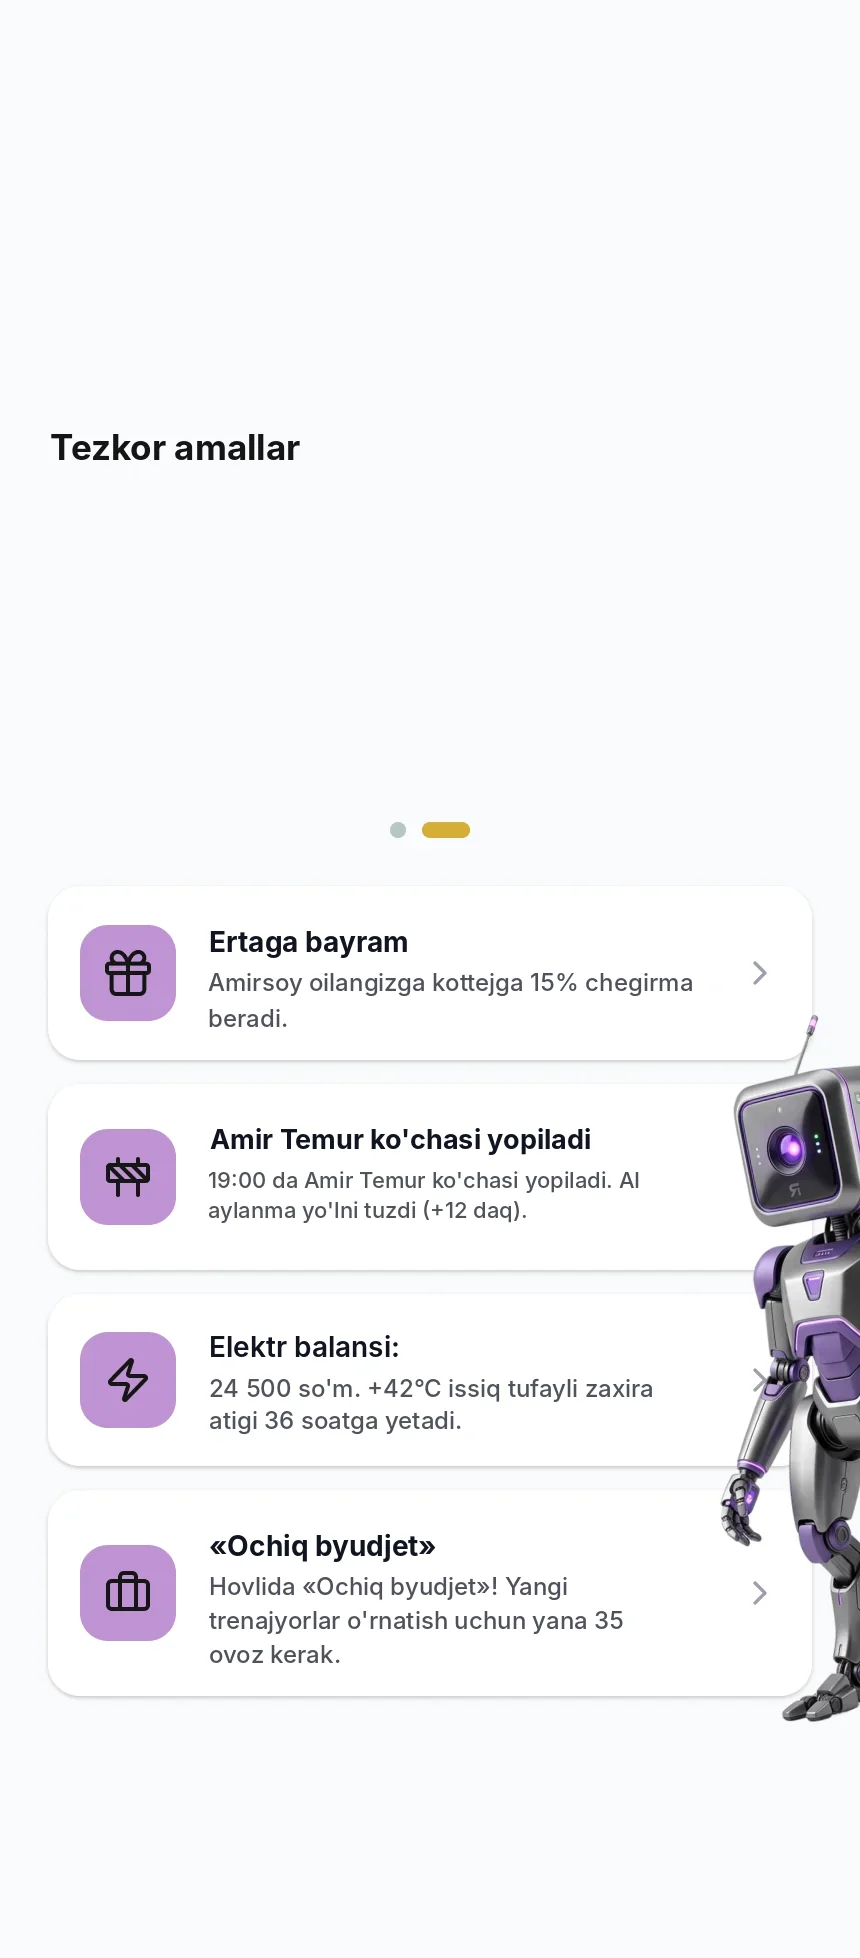 Tezkor amallar
Ertaga bayram
Amirsoy oilangizga kottejga 15% chegirma
beradi.
Amir Temur ko'chasi yopiladi
19:00 da Amir Temur ko'chasi yopiladi. AI
aylanma yo'lni tuzdi (+12 daq).
Elektr balansi:
24 500 so'm. +42°C issiq tufayli zaxira
atigi 36 soatga yetadi.
«Ochiq byudjet»
Hovlida «Ochiq byudjet»! Yangi
trenajyorlar o'rnatish uchun yana 35
ovoz kerak.